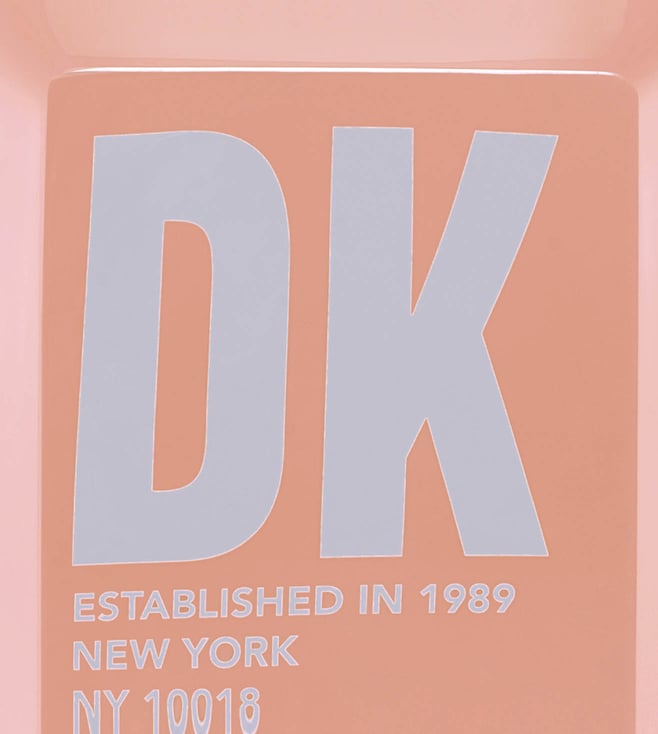 DK
ESTABLISHED IN 1989
NEW YORK
NY 10018